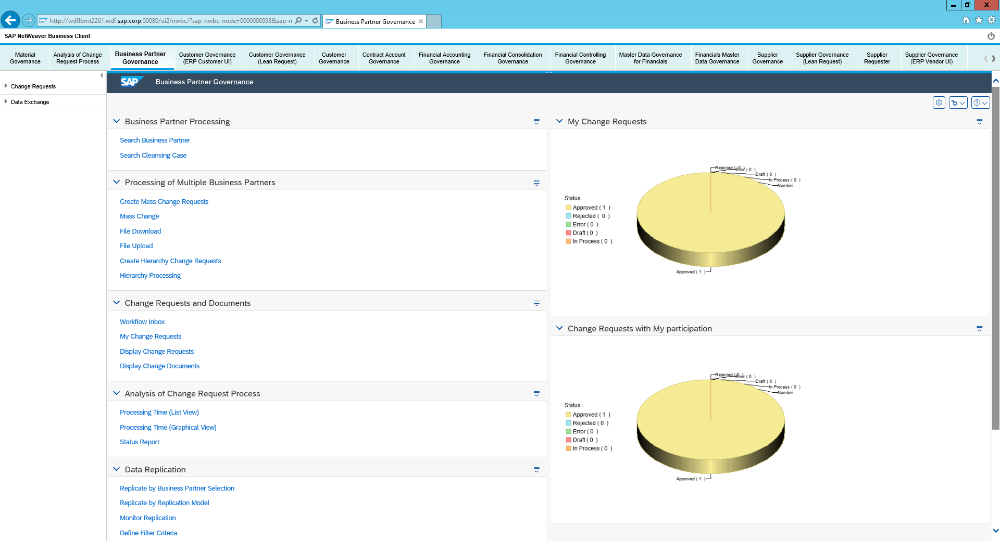 http://wdflbmt2261.wdf.sap.corp:50080/ui2/nwbc/?sap-nwbc-node=0000000093&sap-n
Business Partner Governance
SAP NetWeaver Business Client
Material Governance
Analysis of Change Request Process
Business Partner Governance
Customer Governance (ERP Customer UI)
Customer Governance (Lean Request)
Customer Governance
Contract Account Governance
Financial Accounting Governance
Financial Consolidation Governance
Financial Controlling Governance
Master Data Governance for Financials
Financials Master Data Governance
Supplier Governance
Supplier Governance (Lean Request)
Supplier Requester
Supplier Governance (ERP Vendor UI)
Change Requests
Data Exchange
SAP
Business Partner Governance
Business Partner Processing
Search Business Partner
Search Cleansing Case
Processing of Multiple Business Partners
Create Mass Change Requests
Mass Change
File Download
File Upload
Create Hierarchy Change Requests
Hierarchy Processing
Change Requests and Documents
Workflow Inbox
My Change Requests
Display Change Requests
Display Change Documents
Analysis of Change Request Process
Processing Time (List View)
Processing Time (Graphical View)
Status Report
Data Replication
Replicate by Business Partner Selection
Replicate by Replication Model
Monitor Replication
Define Filter Criteria
My Change Requests
Status
Approved ( 1 )
Rejected ( 0 )
Error ( 0 )
Draft ( 0 )
In Process ( 0 )
Rejected ( 0 )
Error ( 0 )
Draft ( 0 )
In Process ( 0 )
Number
Approved ( 1 )
Change Requests with My participation
Status
Approved ( 1 )
Rejected ( 0 )
Error ( 0 )
Draft ( 0 )
In Process ( 0 )
Rejected ( 0 )
Error ( 0 )
Draft ( 0 )
In Process ( 0 )
Number
Approved ( 1 )